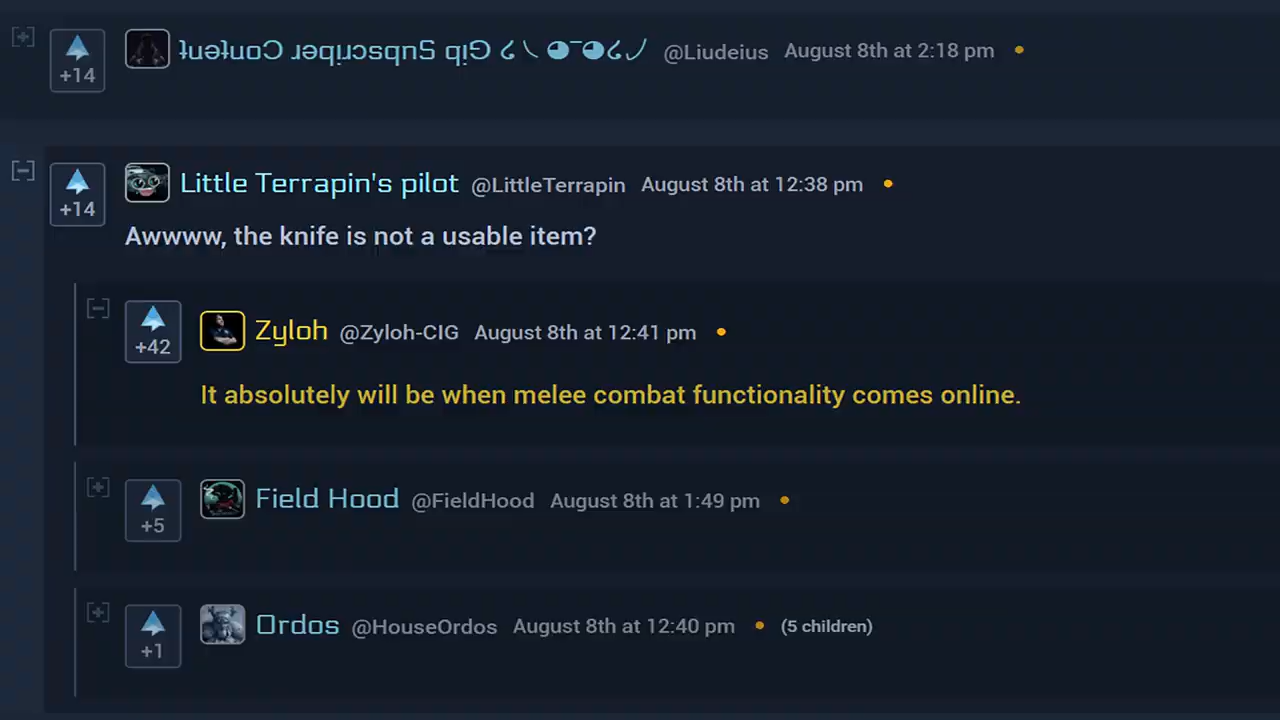 [+]
+14
ʇuǝʇuoƆ ɹǝqıɹɔsqnS qıפ ☇ \ ◕¯◕☇╯ @Liudeius August 8th at 2:18 pm •
[-]
+14
Little Terrapin's pilot @LittleTerrapin August 8th at 12:38 pm •
Awwww, the knife is not a usable item?
[-]
+42
Zyloh @Zyloh-CIG August 8th at 12:41 pm •
It absolutely will be when melee combat functionality comes online.
[+]
+5
Field Hood @FieldHood August 8th at 1:49 pm •
[+]
+1
Ordos @HouseOrdos August 8th at 12:40 pm • (5 children)